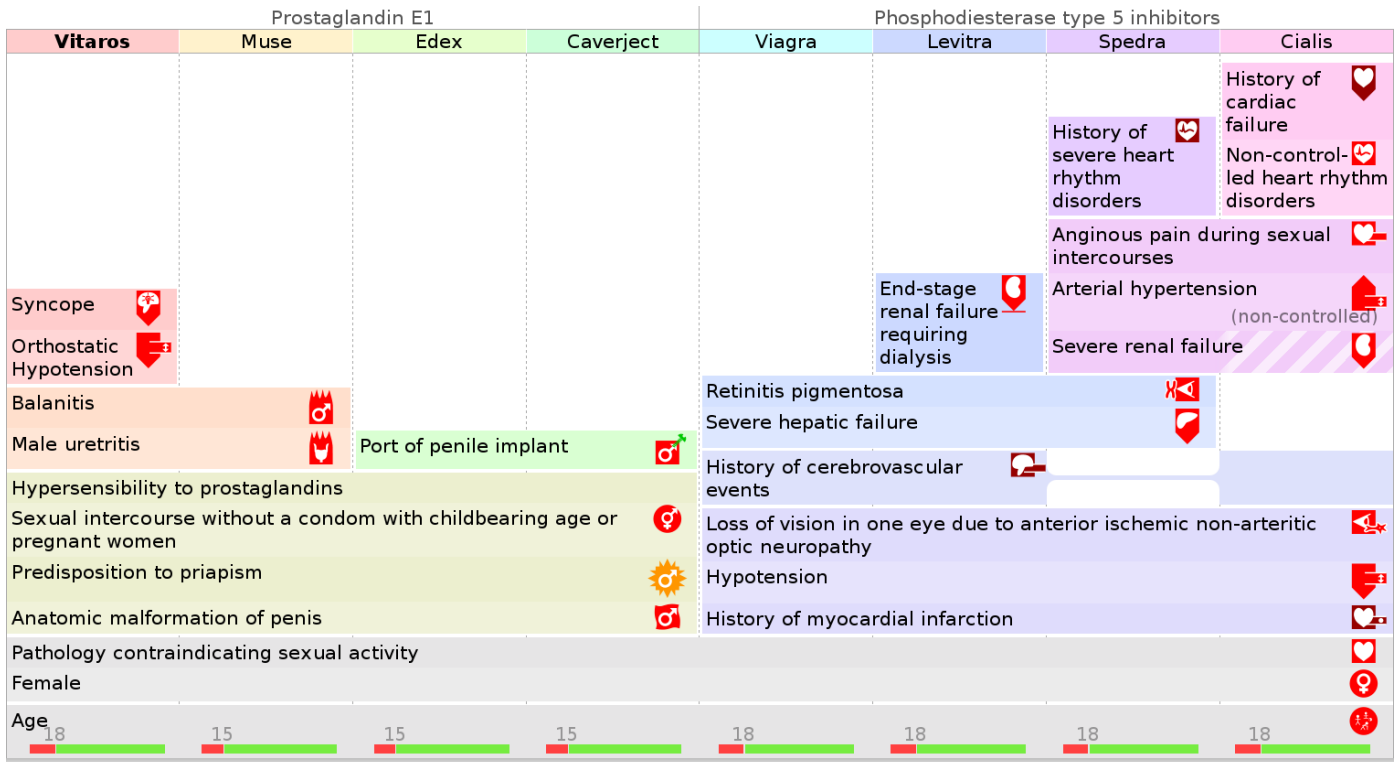 Prostaglandin E1
Phosphodiesterase type 5 inhibitors
Vitaros
Muse
Edex
Caverject
Viagra
Levitra
Spedra
Cialis
History of
cardiac
failure
History of
severe heart
rhythm
disorders
Non-control-
led heart rhythm
disorders
Anginous pain during sexual
intercourses
Syncope
End-stage
renal failure
requiring
dialysis
Arterial hypertension
(non-controlled)
Orthostatic
Hypotension
Severe renal failure
Balanitis
Retinitis pigmentosa
Severe hepatic failure
Male uretritis
Port of penile implant
History of cerebrovascular
events
Hypersensibility to prostaglandins
Sexual intercourse without a condom with childbearing age or
pregnant women
Loss of vision in one eye due to anterior ischemic non-arteritic
optic neuropathy
Predisposition to priapism
Hypotension
Anatomic malformation of penis
History of myocardial infarction
Pathology contraindicating sexual activity
Female
Age
18
15
15
15
18
18
18
18